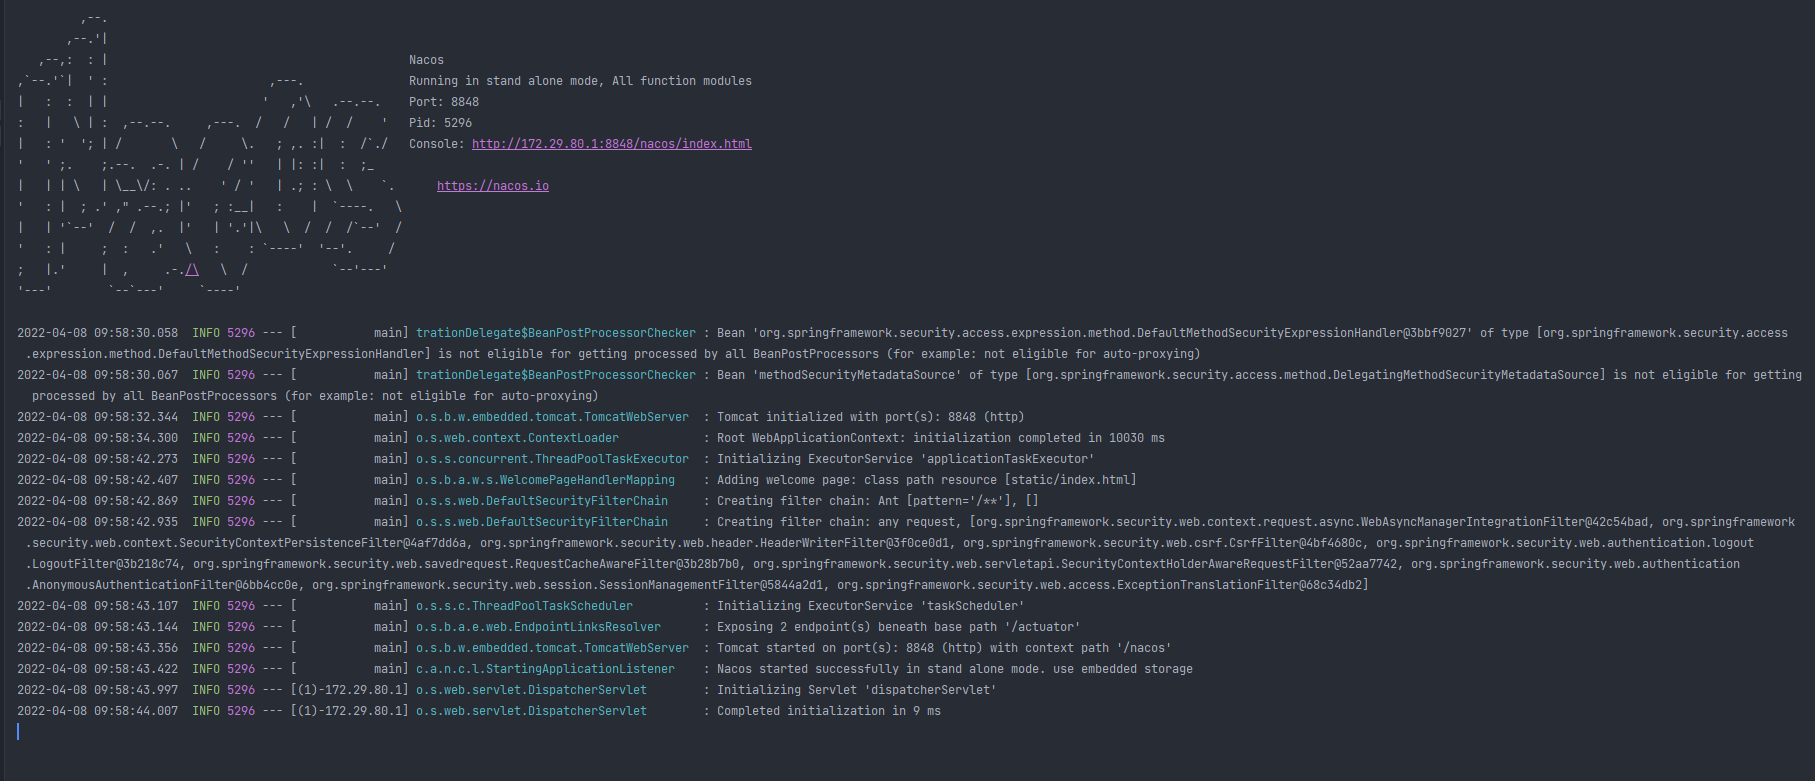 ,--.
       ,--.'|
   ,--,:  : |                                           Nacos
,`--.'`|  ' :                       ,---.               Running in stand alone mode, All function modules
|   :  :  | |                      '   ,'\   .--.--.    Port: 8848
:   |   \ | :  ,--.--.     ,---.  /   /   | /  /    '   Pid: 5296
|   : '  '; | /       \   /     \.   ; ,. :|  :  /`./   Console: http://172.29.80.1:8848/nacos/index.html
'   ' ;.    ;.--.  .-. | /    / ''   | |: :|  :  ;_
|   | | \   | \__\/: . ..    ' / '   | .; : \  \    `.      https://nacos.io
'   : |  ; .' ," .--.; |'   ; :__|   :    |  `----.   \
|   | '`--'  /  /  ,.  |'   | '.'|\   \  /  /  /`--'  /
'   : |     ;  :   .'   \   :    : `----'  '--'.     /
;   |.'     |  ,     .-./\   \  /            `--'---'
'---'        `--`---'     `----'
2022-04-08 09:58:30.058  INFO 5296 --- [           main] trationDelegate$BeanPostProcessorChecker : Bean 'org.springframework.security.access.expression.method.DefaultMethodSecurityExpressionHandler@3bbf9027' of type [org.springframework.security.access
.expression.method.DefaultMethodSecurityExpressionHandler] is not eligible for getting processed by all BeanPostProcessors (for example: not eligible for auto-proxying)
2022-04-08 09:58:30.067  INFO 5296 --- [           main] trationDelegate$BeanPostProcessorChecker : Bean 'methodSecurityMetadataSource' of type [org.springframework.security.access.method.DelegatingMethodSecurityMetadataSource] is not eligible for getting
processed by all BeanPostProcessors (for example: not eligible for auto-proxying)
2022-04-08 09:58:32.344  INFO 5296 --- [           main] o.s.b.w.embedded.tomcat.TomcatWebServer  : Tomcat initialized with port(s): 8848 (http)
2022-04-08 09:58:34.300  INFO 5296 --- [           main] o.s.web.context.ContextLoader            : Root WebApplicationContext: initialization completed in 10030 ms
2022-04-08 09:58:42.273  INFO 5296 --- [           main] o.s.s.concurrent.ThreadPoolTaskExecutor  : Initializing ExecutorService 'applicationTaskExecutor'
2022-04-08 09:58:42.407  INFO 5296 --- [           main] o.s.b.a.w.s.WelcomePageHandlerMapping    : Adding welcome page: class path resource [static/index.html]
2022-04-08 09:58:42.869  INFO 5296 --- [           main] o.s.s.web.DefaultSecurityFilterChain     : Creating filter chain: Ant [pattern='/**'], []
2022-04-08 09:58:42.935  INFO 5296 --- [           main] o.s.s.web.DefaultSecurityFilterChain     : Creating filter chain: any request, [org.springframework.security.web.context.request.async.WebAsyncManagerIntegrationFilter@42c54bad, org.springframework
.security.web.context.SecurityContextPersistenceFilter@4af7dd6a, org.springframework.security.web.header.HeaderWriterFilter@3f0ce0d1, org.springframework.security.web.csrf.CsrfFilter@4bf4680c, org.springframework.security.web.authentication.logout
.LogoutFilter@3b218c74, org.springframework.security.web.savedrequest.RequestCacheAwareFilter@3b28b7b0, org.springframework.security.web.servletapi.SecurityContextHolderAwareRequestFilter@52aa7742, org.springframework.security.web.authentication
.AnonymousAuthenticationFilter@6bb4cc0e, org.springframework.security.web.session.SessionManagementFilter@5844a2d1, org.springframework.security.web.access.ExceptionTranslationFilter@68c34db2]
2022-04-08 09:58:43.107  INFO 5296 --- [           main] o.s.s.c.ThreadPoolTaskScheduler          : Initializing ExecutorService 'taskScheduler'
2022-04-08 09:58:43.144  INFO 5296 --- [           main] o.s.b.a.e.web.EndpointLinksResolver      : Exposing 2 endpoint(s) beneath base path '/actuator'
2022-04-08 09:58:43.356  INFO 5296 --- [           main] o.s.b.w.embedded.tomcat.TomcatWebServer  : Tomcat started on port(s): 8848 (http) with context path '/nacos'
2022-04-08 09:58:43.422  INFO 5296 --- [           main] c.a.n.c.l.StartingApplicationListener    : Nacos started successfully in stand alone mode. use embedded storage
2022-04-08 09:58:43.997  INFO 5296 --- [(1)-172.29.80.1] o.s.web.servlet.DispatcherServlet        : Initializing Servlet 'dispatcherServlet'
2022-04-08 09:58:44.007  INFO 5296 --- [(1)-172.29.80.1] o.s.web.servlet.DispatcherServlet        : Completed initialization in 9 ms